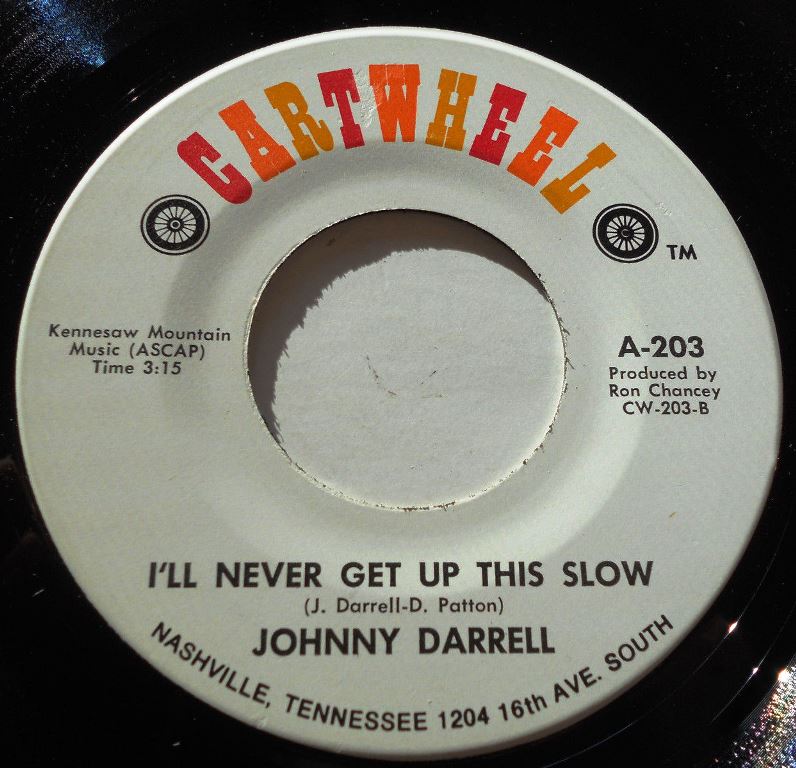 CARTWHEEL
TM
Kennesaw Mountain
Music (ASCAP)
Time 3:15
A-203
Produced by
Ron Chancey
CW-203-B
I'LL NEVER GET UP THIS SLOW
(J. Darrell-D. Patton)
JOHNNY DARRELL
NASHVILLE, TENNESSEE 1204 16th AVE. SOUTH